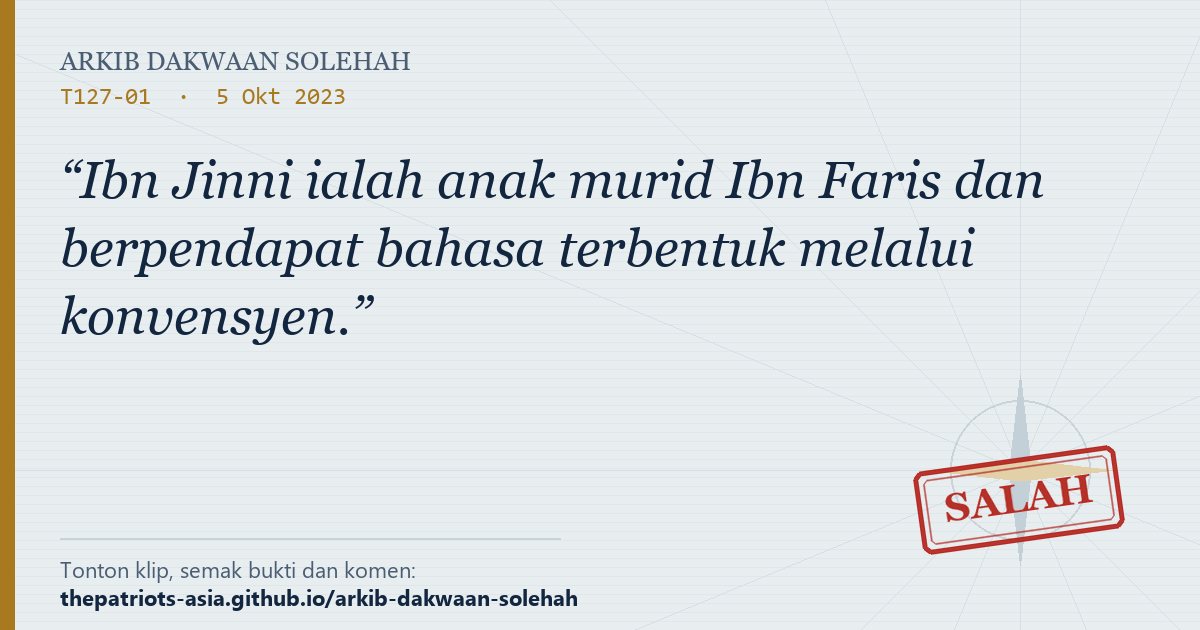 ARKIB DAKWAAN SOLEHAH
T127-01 · 5 Okt 2023
“Ibn Jinni ialah anak murid Ibn Faris dan
berpendapat bahasa terbentuk melalui
konvensyen.”
SALAH
Tonton klip, semak bukti dan komen:
thepatriots-asia.github.io/arkib-dakwaan-solehah